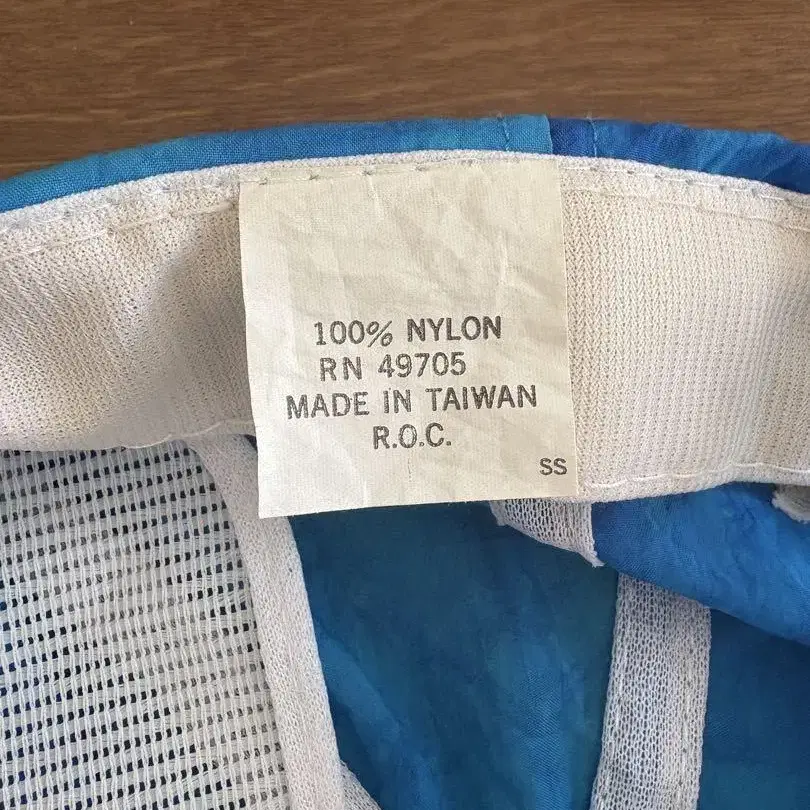 100% NYLON
RN 49705
MADE IN TAIWAN
R.O.C.
SS